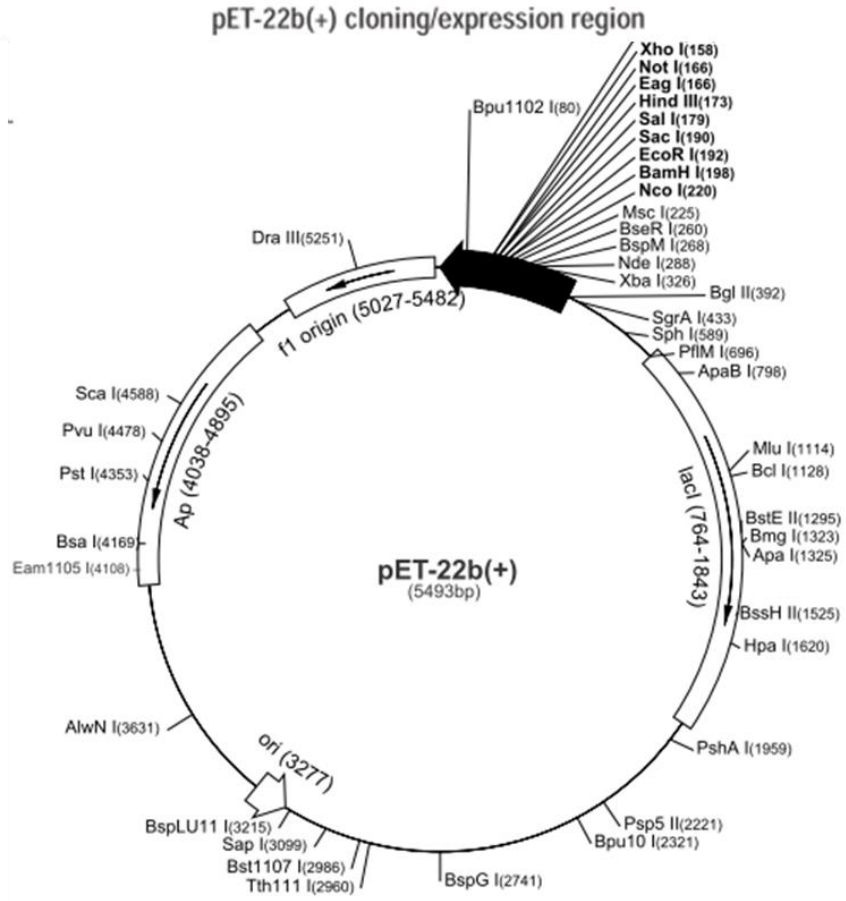 pET-22b(+) cloning/expression region
Xho I(158)
Not I(166)
Eag I(166)
Hind III(173)
Sal I(179)
Sac I(190)
EcoR I(192)
BamH I(198)
Nco I(220)
Msc I(225)
BseR I(260)
BspM I(268)
Nde I(288)
Xba I(326)
Bgl II(392)
SgrA I(433)
Sph I(589)
PflM I(696)
ApaB I(798)
Mlu I(1114)
Bcl I(1128)
BstE II(1295)
Bmg I(1323)
Apa I(1325)
BssH II(1525)
Hpa I(1620)
PshA I(1959)
Psp5 II(2221)
Bpu10 I(2321)
BspG I(2741)
Tth111 I(2960)
Bst1107 I(2986)
Sap I(3099)
BspLU11 I(3215)
ori (3277)
AlwN I(3631)
Eam1105 I(4108)
Bsa I(4169)
Pst I(4353)
Pvu I(4478)
Sca I(4588)
Ap (4038-4895)
Dra III(5251)
f1 origin (5027-5482)
Bpu1102 I(80)
lacI (764-1843)
pET-22b(+)
(5493bp)